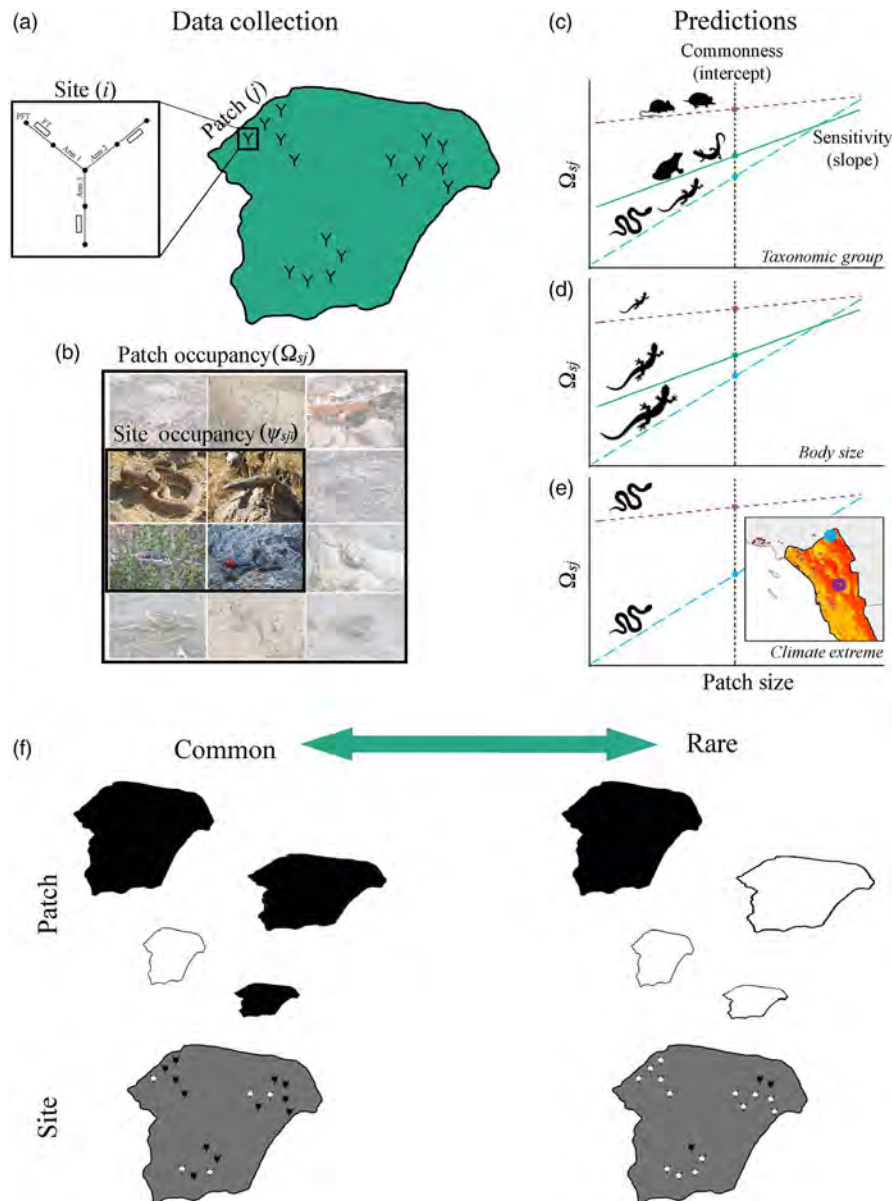 (a)
Data collection
Site (i)
Patch (j)
PFT
FT
Arm 1
Arm 2
Arm 3
(b)
Patch occupancy (Ωsj)
Site occupancy (ψsji)
(c)
Predictions
Commonness
(intercept)
Sensitivity
(slope)
Ωsj
Taxonomic group
(d)
Ωsj
Body size
(e)
Ωsj
Climate extreme
Patch size
(f)
Common
Rare
Patch
Site